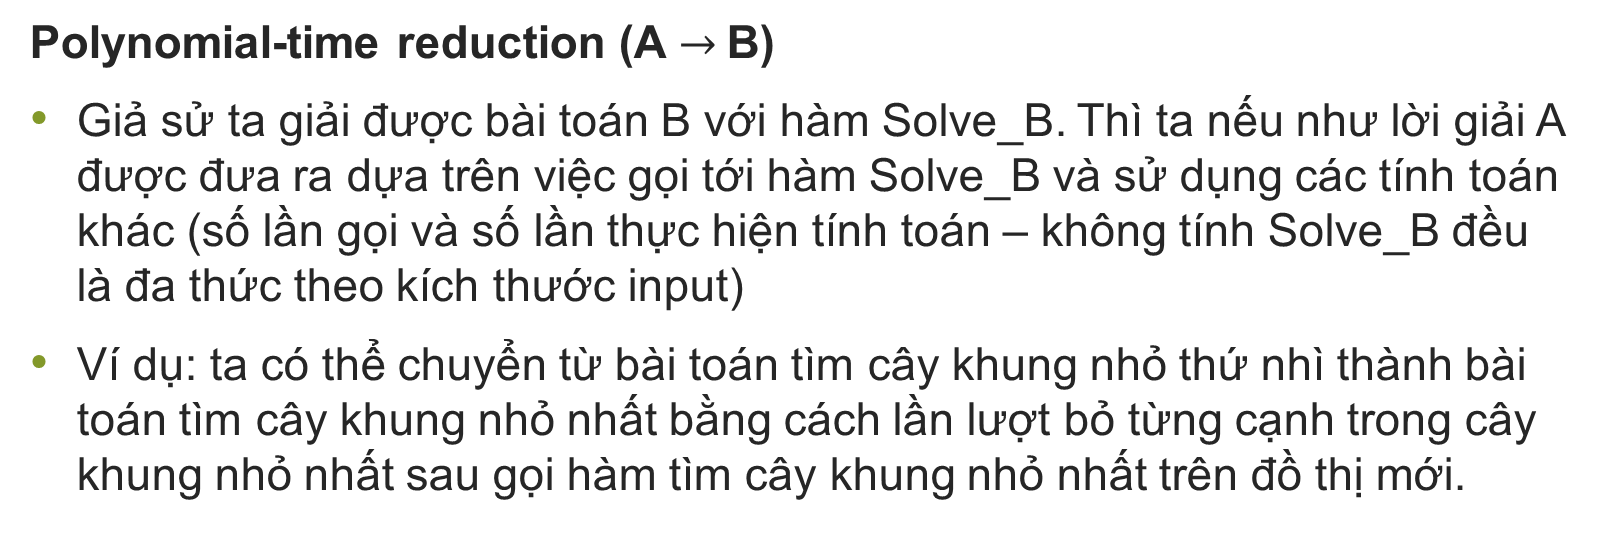 Polynomial-time reduction (A → B)
• Giả sử ta giải được bài toán B với hàm Solve_B. Thì ta nếu như lời giải A
được đưa ra dựa trên việc gọi tới hàm Solve_B và sử dụng các tính toán
khác (số lần gọi và số lần thực hiện tính toán – không tính Solve_B đều
là đa thức theo kích thước input)
• Ví dụ: ta có thể chuyển từ bài toán tìm cây khung nhỏ thứ nhì thành bài
toán tìm cây khung nhỏ nhất bằng cách lần lượt bỏ từng cạnh trong cây
khung nhỏ nhất sau gọi hàm tìm cây khung nhỏ nhất trên đồ thị mới.